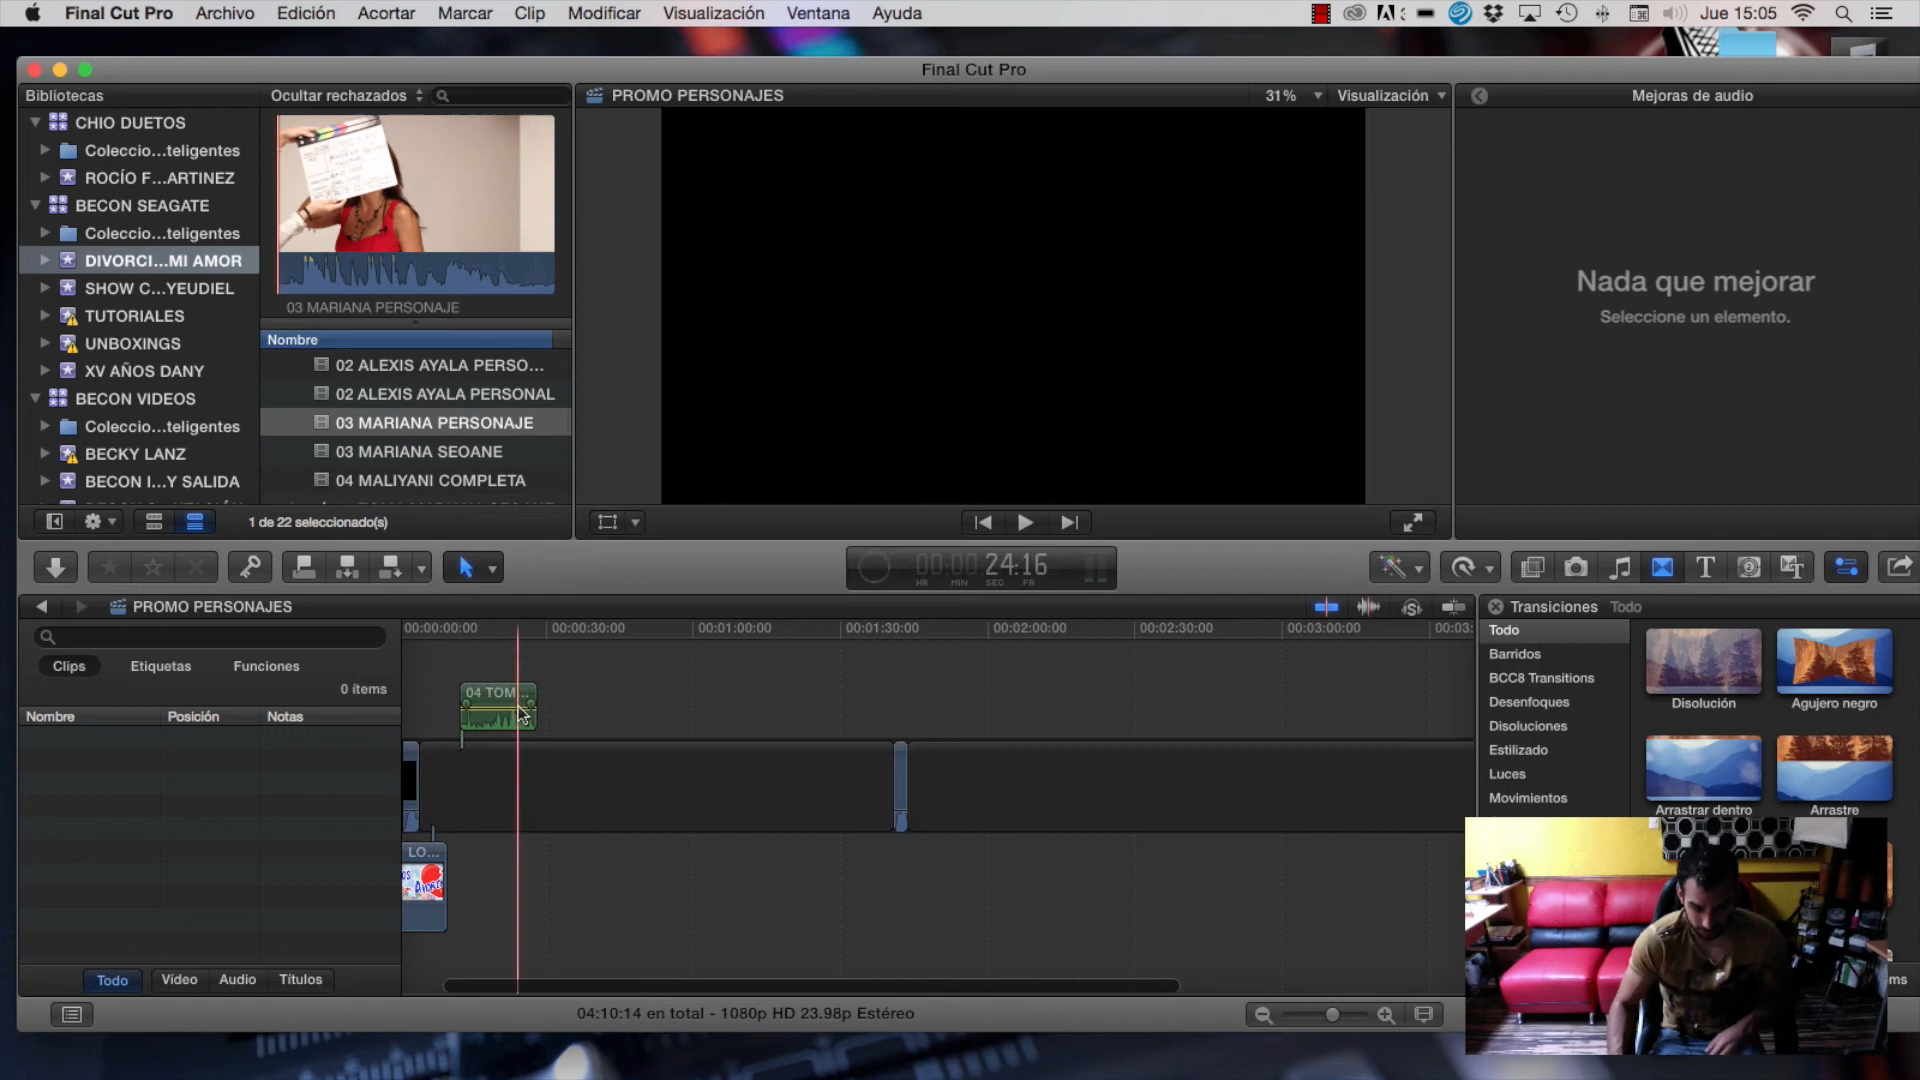 Final Cut Pro Archivo Edición Acortar Marcar Clip Modificar Visualización Ventana Ayuda Jue 15:05
Final Cut Pro
Bibliotecas
Ocultar rechazados
PROMO PERSONAJES
31%
Visualización
Mejoras de audio
CHIO DUETOS
Coleccio...teligentes
ROCÍO F...ARTINEZ
BECON SEAGATE
Coleccio...teligentes
DIVORCI...MI AMOR
SHOW C...YEUDIEL
TUTORIALES
UNBOXINGS
XV AÑOS DANY
BECON VIDEOS
Coleccio...teligentes
BECKY LANZ
BECON I...Y SALIDA
03 MARIANA PERSONAJE
Nombre
02 ALEXIS AYALA PERSO...
02 ALEXIS AYALA PERSONAL
03 MARIANA PERSONAJE
03 MARIANA SEOANE
04 MALIYANI COMPLETA
Nada que mejorar
Seleccione un elemento.
1 de 22 seleccionado(s)
00:00:24:16
HR MIN SEC FR
PROMO PERSONAJES
Clips
Etiquetas
Funciones
0 ítems
Nombre
Posición
Notas
00:00:00:00
00:00:30:00
00:01:00:00
00:01:30:00
00:02:00:00
00:02:30:00
00:03:00:00
00:03:
04 TOM...
LO...
Todo
Vídeo
Audio
Títulos
04:10:14 en total - 1080p HD 23.98p Estéreo
Transiciones Todo
Todo
Barridos
BCC8 Transitions
Desenfoques
Disoluciones
Estilizado
Luces
Movimientos
Disolución
Agujero negro
Arrastrar dentro
Arrastre
ms